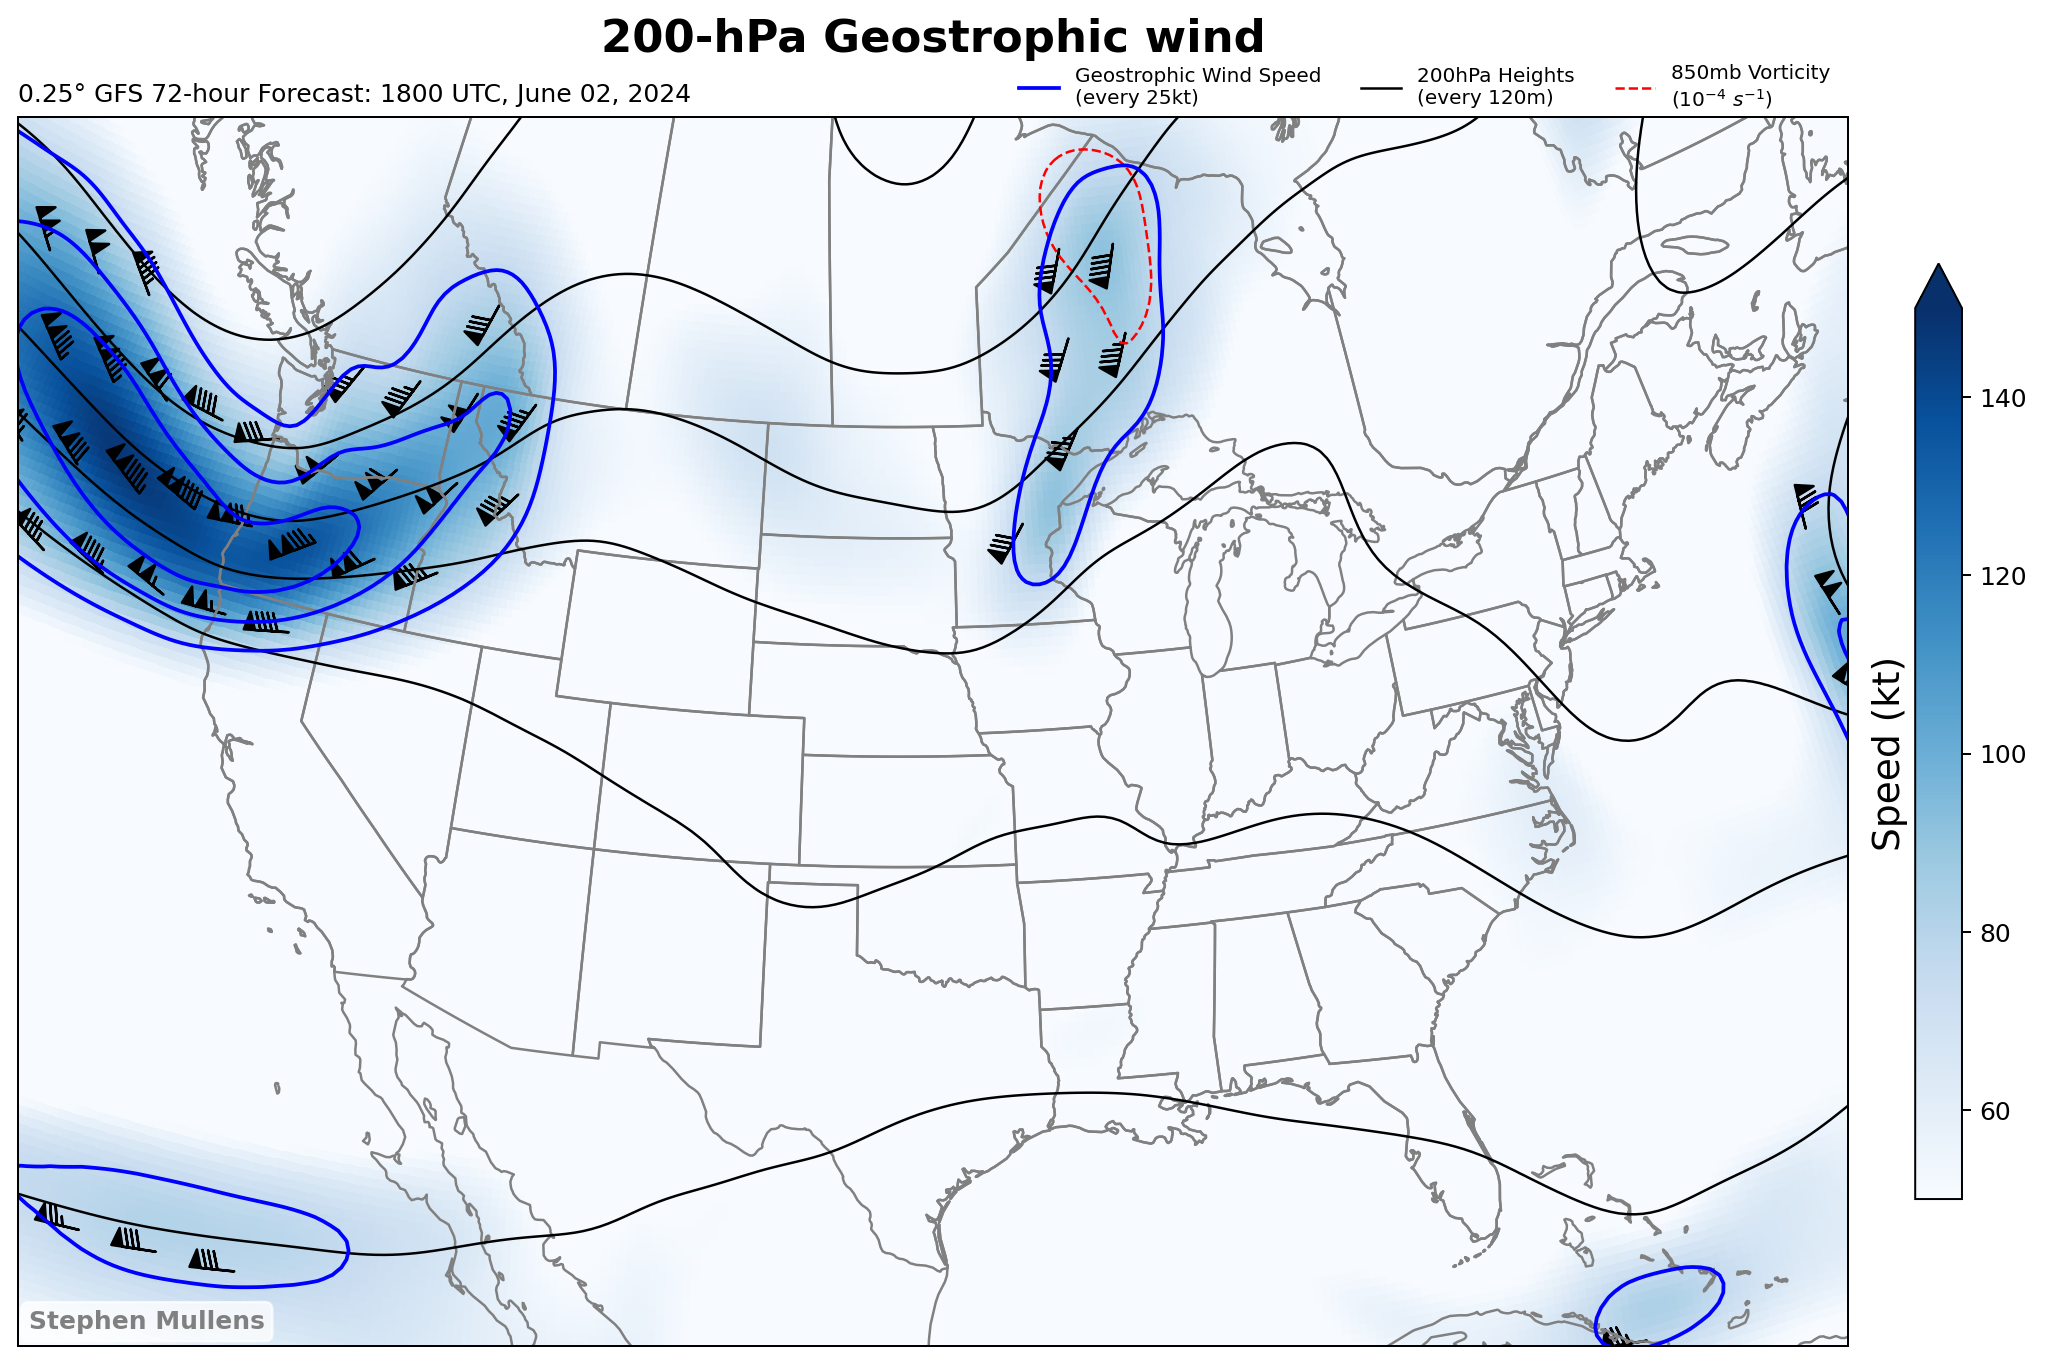 200-hPa Geostrophic wind
0.25° GFS 72-hour Forecast: 1800 UTC, June 02, 2024
Geostrophic Wind Speed
(every 25kt)
200hPa Heights
(every 120m)
850mb Vorticity
(10⁻⁴ s⁻¹)
140
120
100
80
60
Speed (kt)
Stephen Mullens